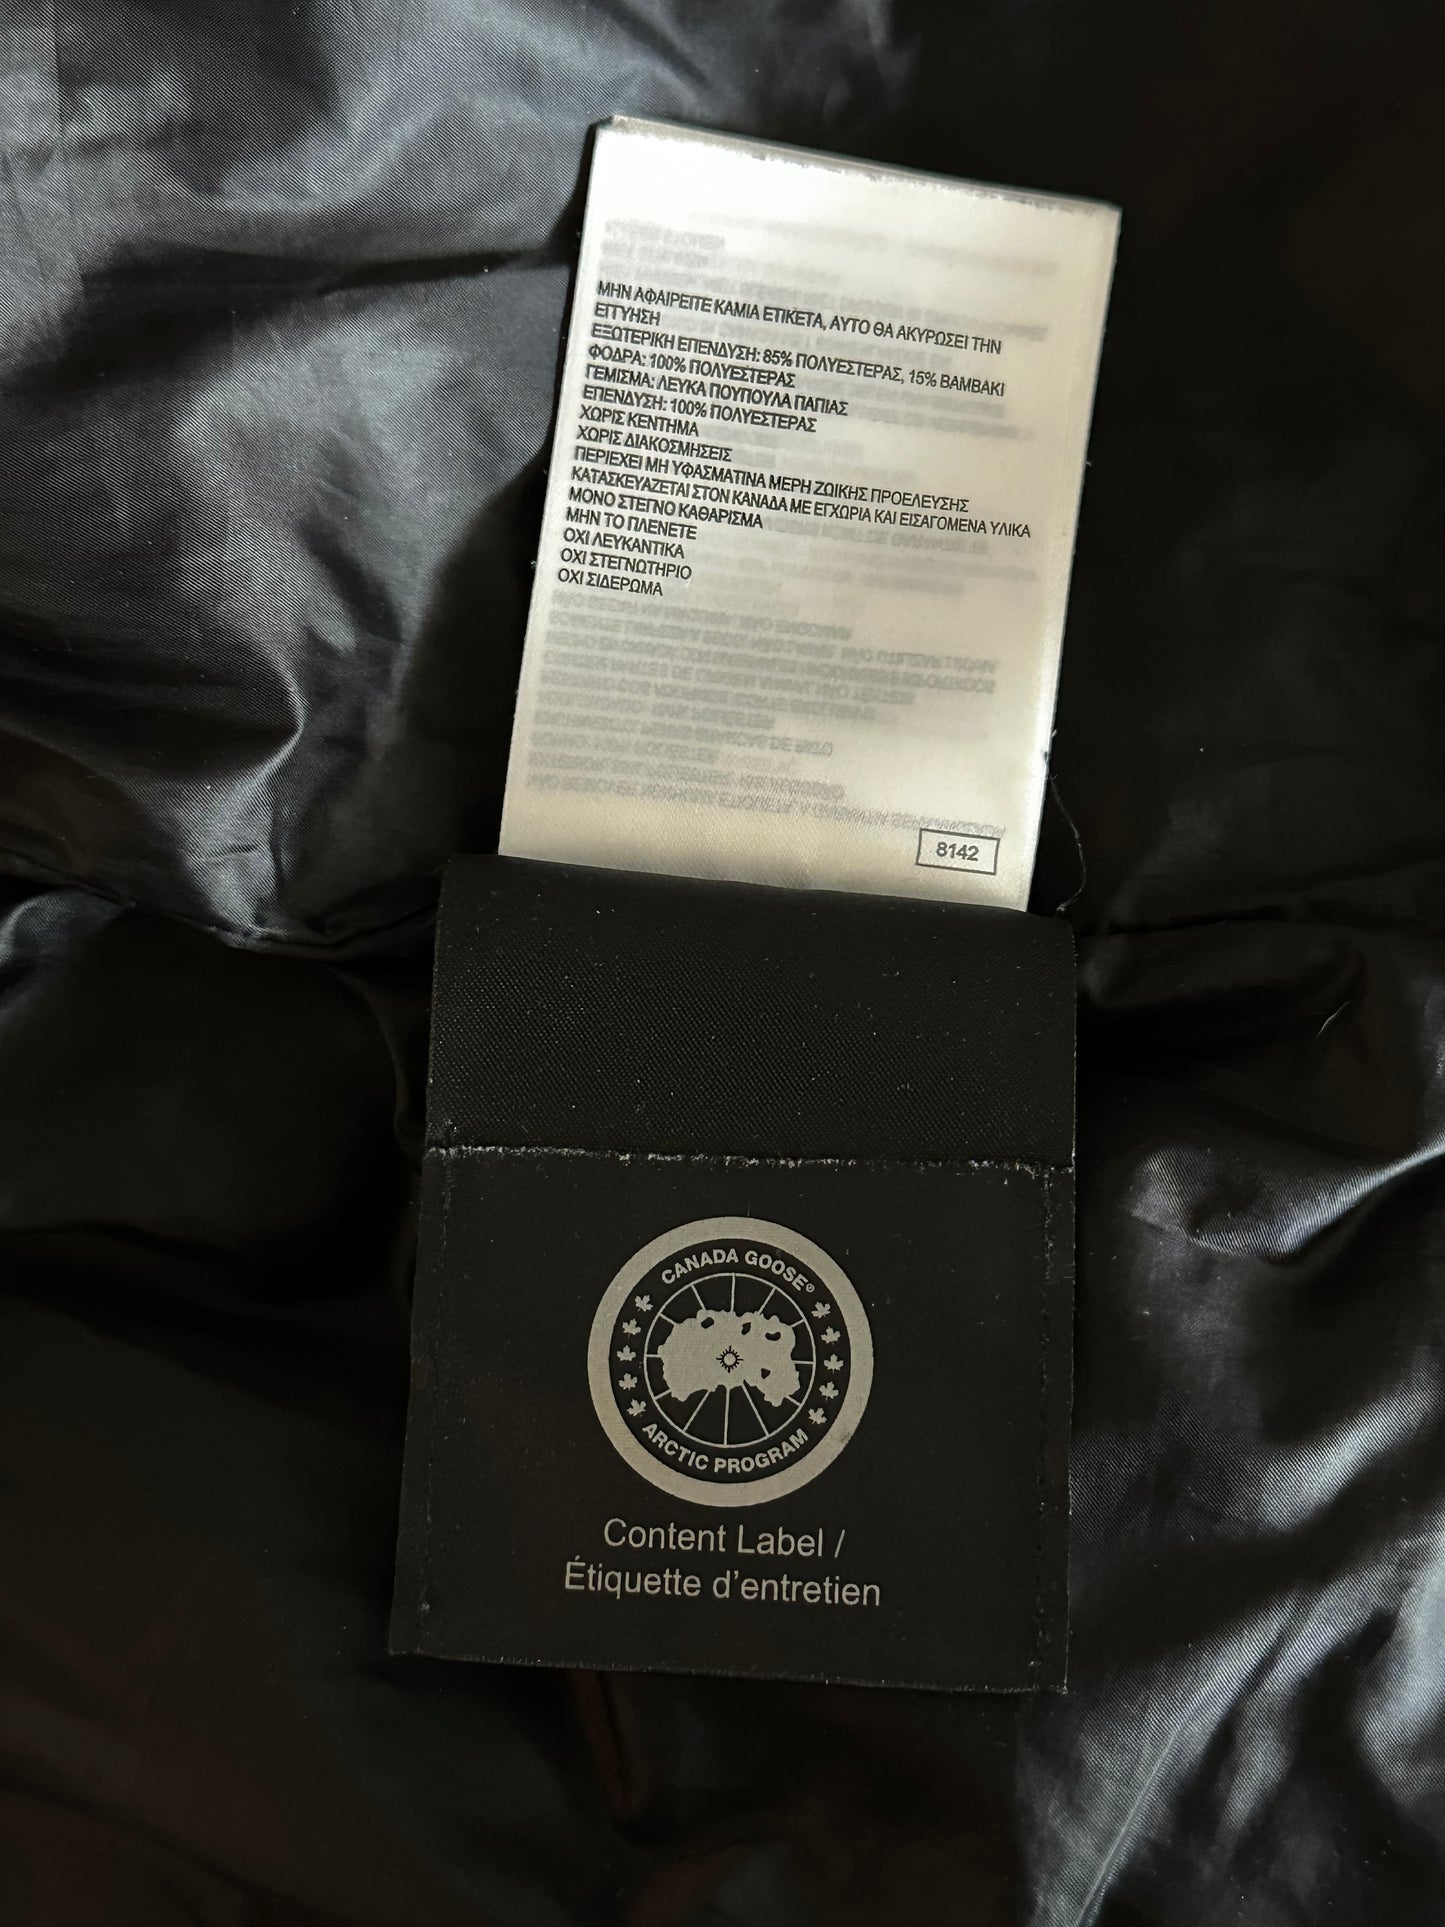 ΜΗΝ ΑΦΑΙΡΕΙΤΕ ΚΑΜΙΑ ΕΤΙΚΕΤΑ, ΑΥΤΟ ΘΑ ΑΚΥΡΩΣΕΙ ΤΗΝ
ΕΓΓΥΗΣΗ
ΕΞΩΤΕΡΙΚΗ ΕΠΕΝΔΥΣΗ: 85% ΠΟΛΥΕΣΤΕΡΑΣ, 15% ΒΑΜΒΑΚΙ
ΦΟΔΡΑ: 100% ΠΟΛΥΕΣΤΕΡΑΣ
ΓΕΜΙΣΜΑ: ΛΕΥΚΑ ΠΟΥΠΟΥΛΑ ΠΑΠΙΑΣ
ΕΠΕΝΔΥΣΗ: 100% ΠΟΛΥΕΣΤΕΡΑΣ
ΧΩΡΙΣ ΚΕΝΤΗΜΑ
ΧΩΡΙΣ ΔΙΑΚΟΣΜΗΣΕΙΣ
ΠΕΡΙΕΧΕΙ ΜΗ ΥΦΑΣΜΑΤΙΝΑ ΜΕΡΗ ΖΩΙΚΗΣ ΠΡΟΕΛΕΥΣΗΣ
ΚΑΤΑΣΚΕΥΑΖΕΤΑΙ ΣΤΟΝ ΚΑΝΑΔΑ ΜΕ ΕΓΧΩΡΙΑ ΚΑΙ ΕΙΣΑΓΟΜΕΝΑ ΥΛΙΚΑ
ΜΟΝΟ ΣΤΕΓΝΟ ΚΑΘΑΡΙΣΜΑ
ΜΗΝ ΤΟ ΠΛΕΝΕΤΕ
ΟΧΙ ΛΕΥΚΑΝΤΙΚΑ
ΟΧΙ ΣΤΕΓΝΩΤΗΡΙΟ
ΟΧΙ ΣΙΔΕΡΩΜΑ
8142
CANADA GOOSE®
ARCTIC PROGRAM
Content Label /
Étiquette d'entretien